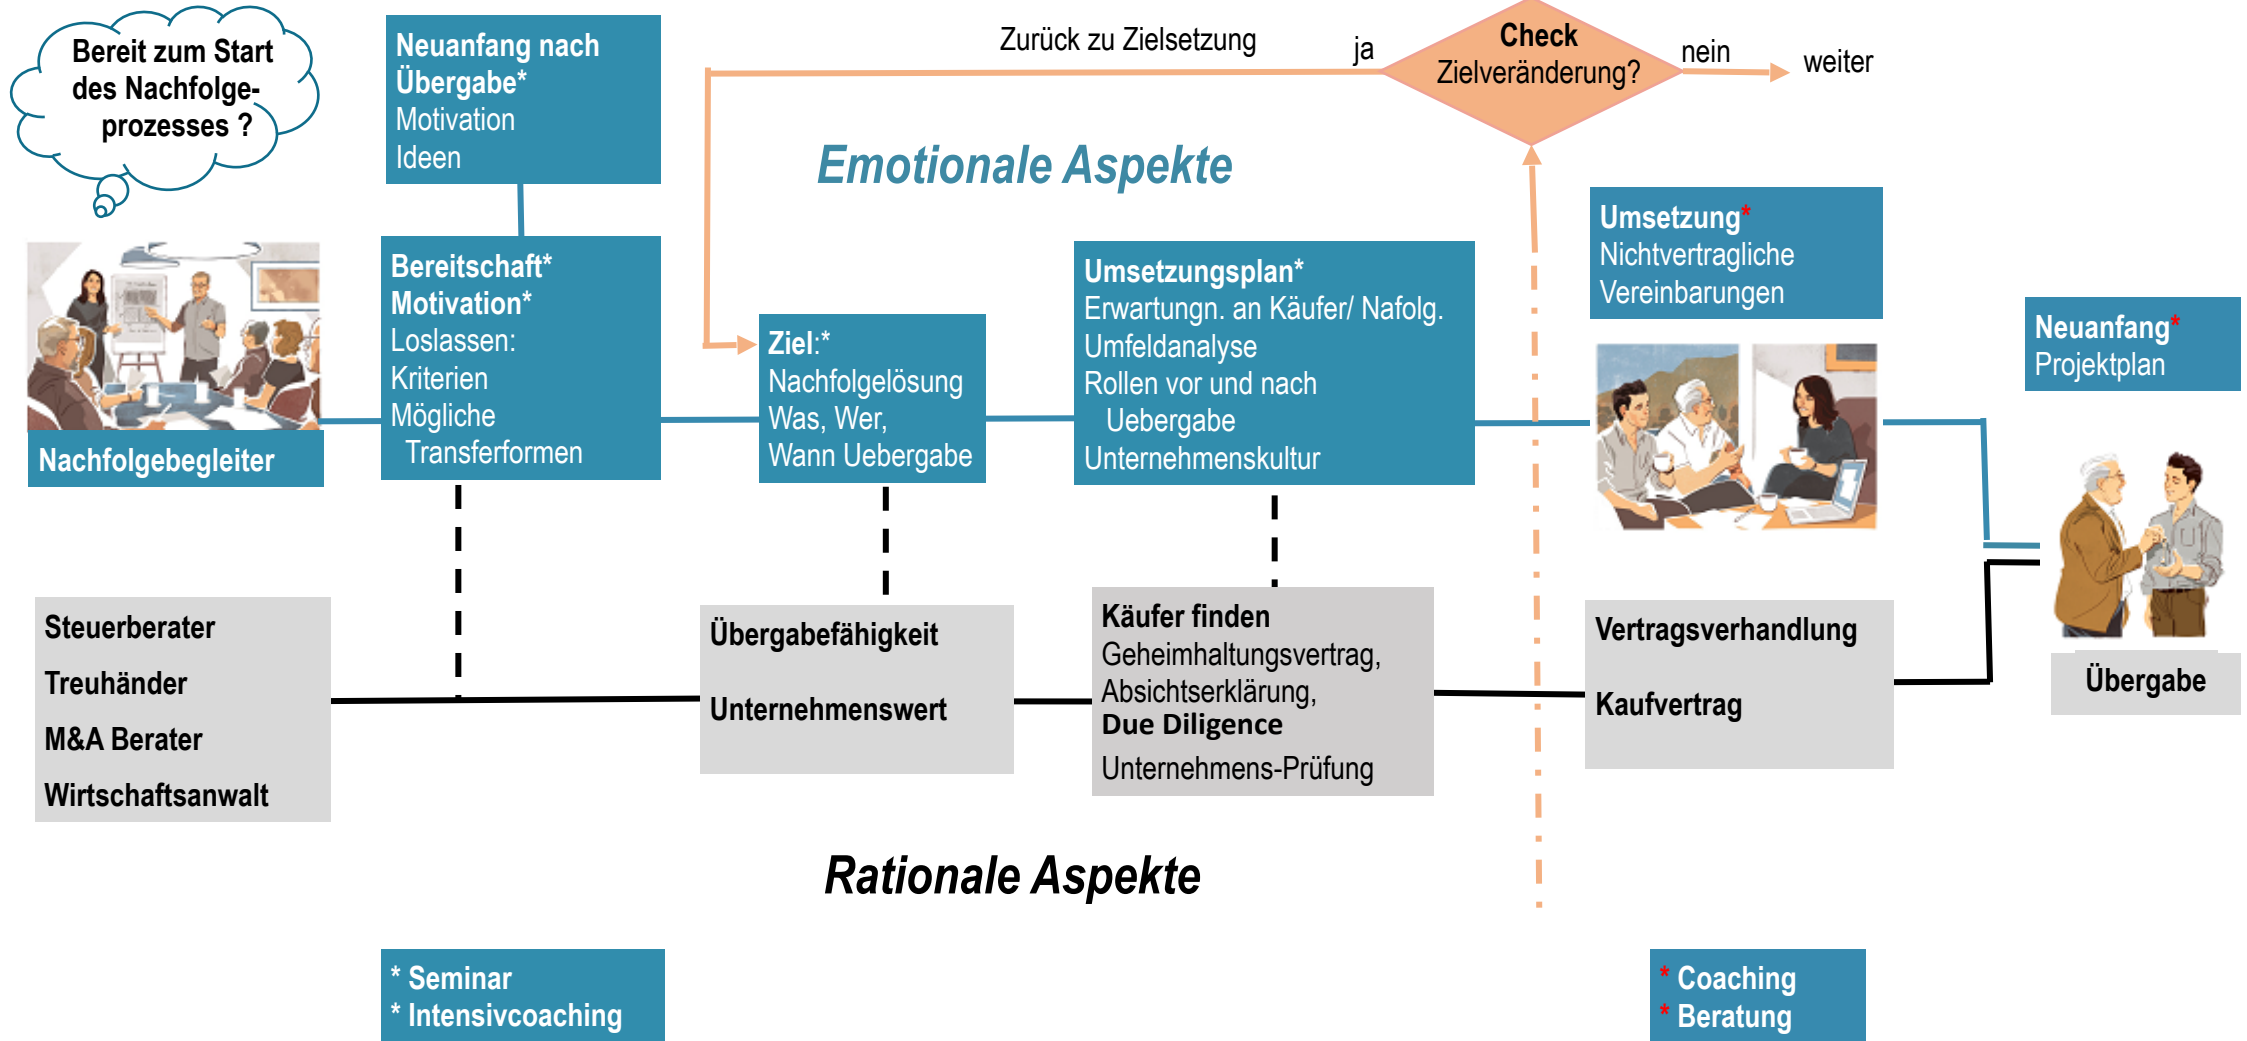 Bereit zum Start
des Nachfolge-
prozesses ?
Neuanfang nach
Übergabe*
Motivation
Ideen
Zurück zu Zielsetzung
ja
Check
Zielveränderung?
nein
weiter
Emotionale Aspekte
Nachfolgebegleiter
Bereitschaft*
Motivation*
Loslassen:
Kriterien
Mögliche
Transferformen
Ziel:*
Nachfolgelösung
Was, Wer,
Wann Uebergabe
Umsetzungsplan*
Erwartungn. an Käufer/ Nafolg.
Umfeldanalyse
Rollen vor und nach
Uebergabe
Unternehmenskultur
Umsetzung*
Nichtvertragliche
Vereinbarungen
Neuanfang*
Projektplan
Steuerberater
Treuhänder
M&A Berater
Wirtschaftsanwalt
Übergabefähigkeit
Unternehmenswert
Käufer finden
Geheimhaltungsvertrag,
Absichtserklärung,
Due Diligence
Unternehmens-Prüfung
Vertragsverhandlung
Kaufvertrag
Übergabe
Rationale Aspekte
* Seminar
* Intensivcoaching
* Coaching
* Beratung